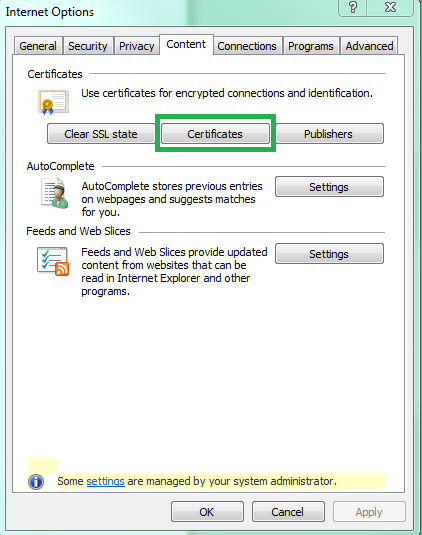 Internet Options
General Security Privacy Content Connections Programs Advanced
Certificates
Use certificates for encrypted connections and identification.
Clear SSL state Certificates Publishers
AutoComplete
AutoComplete stores previous entries
on webpages and suggests matches
for you.
Settings
Feeds and Web Slices
Feeds and Web Slices provide updated
content from websites that can be
read in Internet Explorer and other
programs.
Settings
Some settings are managed by your system administrator.
OK Cancel Apply